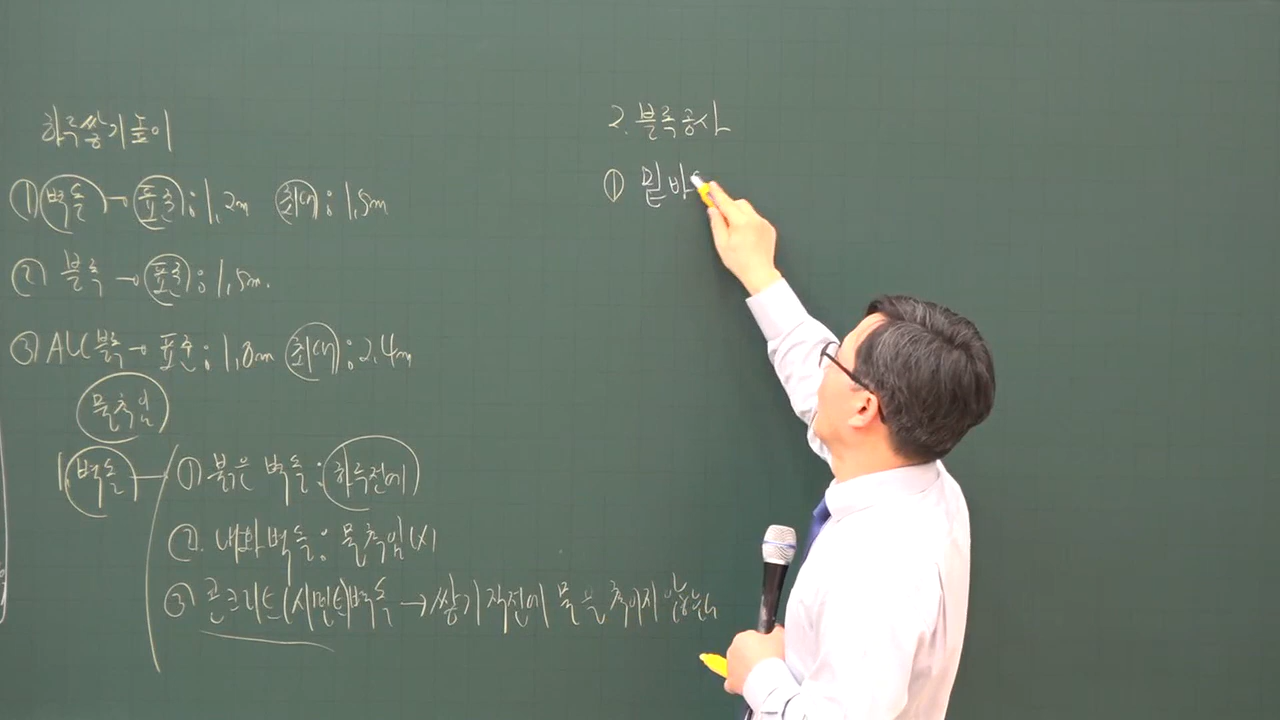 하루쌓기높이
① 벽돌 → 표준 : 1,2m 최대 : 1,5m
② 블록 → 표준 : 1,5m.
③ ALC 블록 → 표준 : 1,8m 최대 : 2,4m
물축임
1. 벽돌 ① 붉은 벽돌 : 하루전에
②. 내화벽돌 : 물축임(X)
③ 콘크리트(시멘트)벽돌 → 쌓기 직전에 물을 축이지 않는다
2. 블록공사
① 밑바